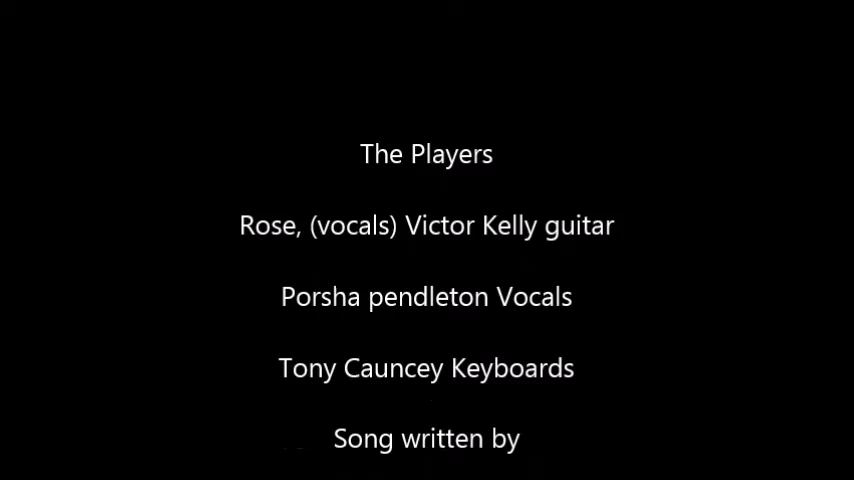 The Players
Rose, (vocals) Victor Kelly guitar
Porsha pendleton Vocals
Tony Cauncey Keyboards
Song written by